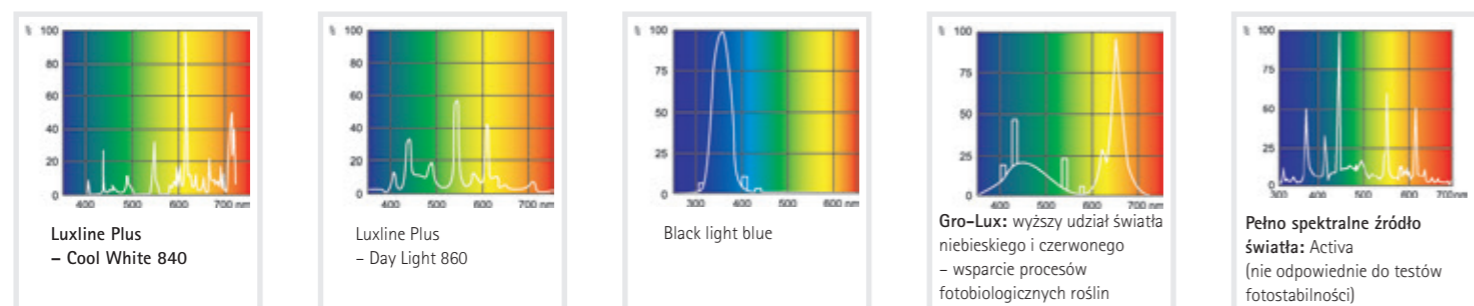 % 100
80
60
40
20
0
400 500 600 700 nm
Luxline Plus
– Cool White 840
% 100
80
60
40
20
0
400 500 600 700 nm
Luxline Plus
– Day Light 860
% 100
75
50
25
0
300 400 500 600 nm
Black light blue
% 100
75
50
25
0
400 500 600 700 nm
Gro-Lux: wyższy udział światła
niebieskiego i czerwonego
– wsparcie procesów
fotobiologicznych roślin
% 100
75
50
25
0
300 400 500 600 700nm
Pełno spektralne źródło
światła: Activa
(nie odpowiednie do testów
fotostabilności)